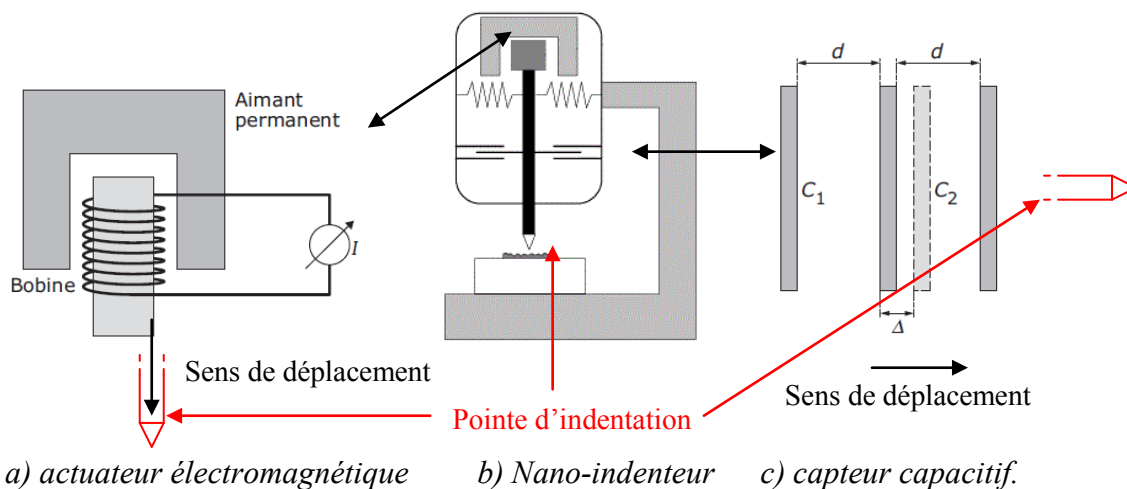 Aimant
permanent
Bobine
I
Sens de déplacement
d
d
C1
C2
Δ
Sens de déplacement
Pointe d’indentation
a) actuateur électromagnétique
b) Nano-indenteur
c) capteur capacitif.